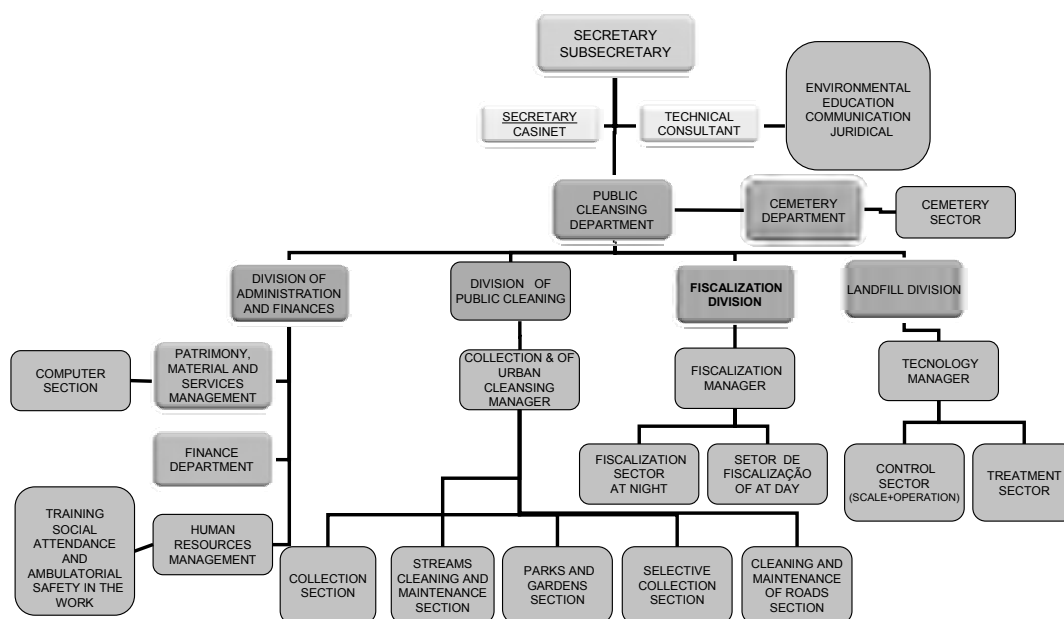 SECRETARY
SUBSECRETARY
ENVIRONMENTAL
EDUCATION
COMMUNICATION
JURIDICAL
SECRETARY
CASINET
TECHNICAL
CONSULTANT
PUBLIC
CLEANSING
DEPARTMENT
CEMETERY
DEPARTMENT
CEMETERY
SECTOR
DIVISION OF
ADMINISTRATION
AND FINANCES
DIVISION OF
PUBLIC CLEANING
FISCALIZATION
DIVISION
LANDFILL DIVISION
COMPUTER
SECTION
PATRIMONY,
MATERIAL AND
SERVICES
MANAGEMENT
COLLECTION & OF
URBAN
CLEANSING
MANAGER
FISCALIZATION
MANAGER
TECNOLOGY
MANAGER
FINANCE
DEPARTMENT
FISCALIZATION
SECTOR
AT NIGHT
SETOR DE
FISCALIZAÇÃO
OF AT DAY
CONTROL
SECTOR
(SCALE+OPERATION)
TREATMENT
SECTOR
TRAINING
SOCIAL
ATTENDANCE
AND
AMBULATORIAL
SAFETY IN THE
WORK
HUMAN
RESOURCES
MANAGEMENT
COLLECTION
SECTION
STREAMS
CLEANING AND
MAINTENANCE
SECTION
PARKS AND
GARDENS
SECTION
SELECTIVE
COLLECTION
SECTION
CLEANING AND
MAINTENANCE
OF ROADS
SECTION